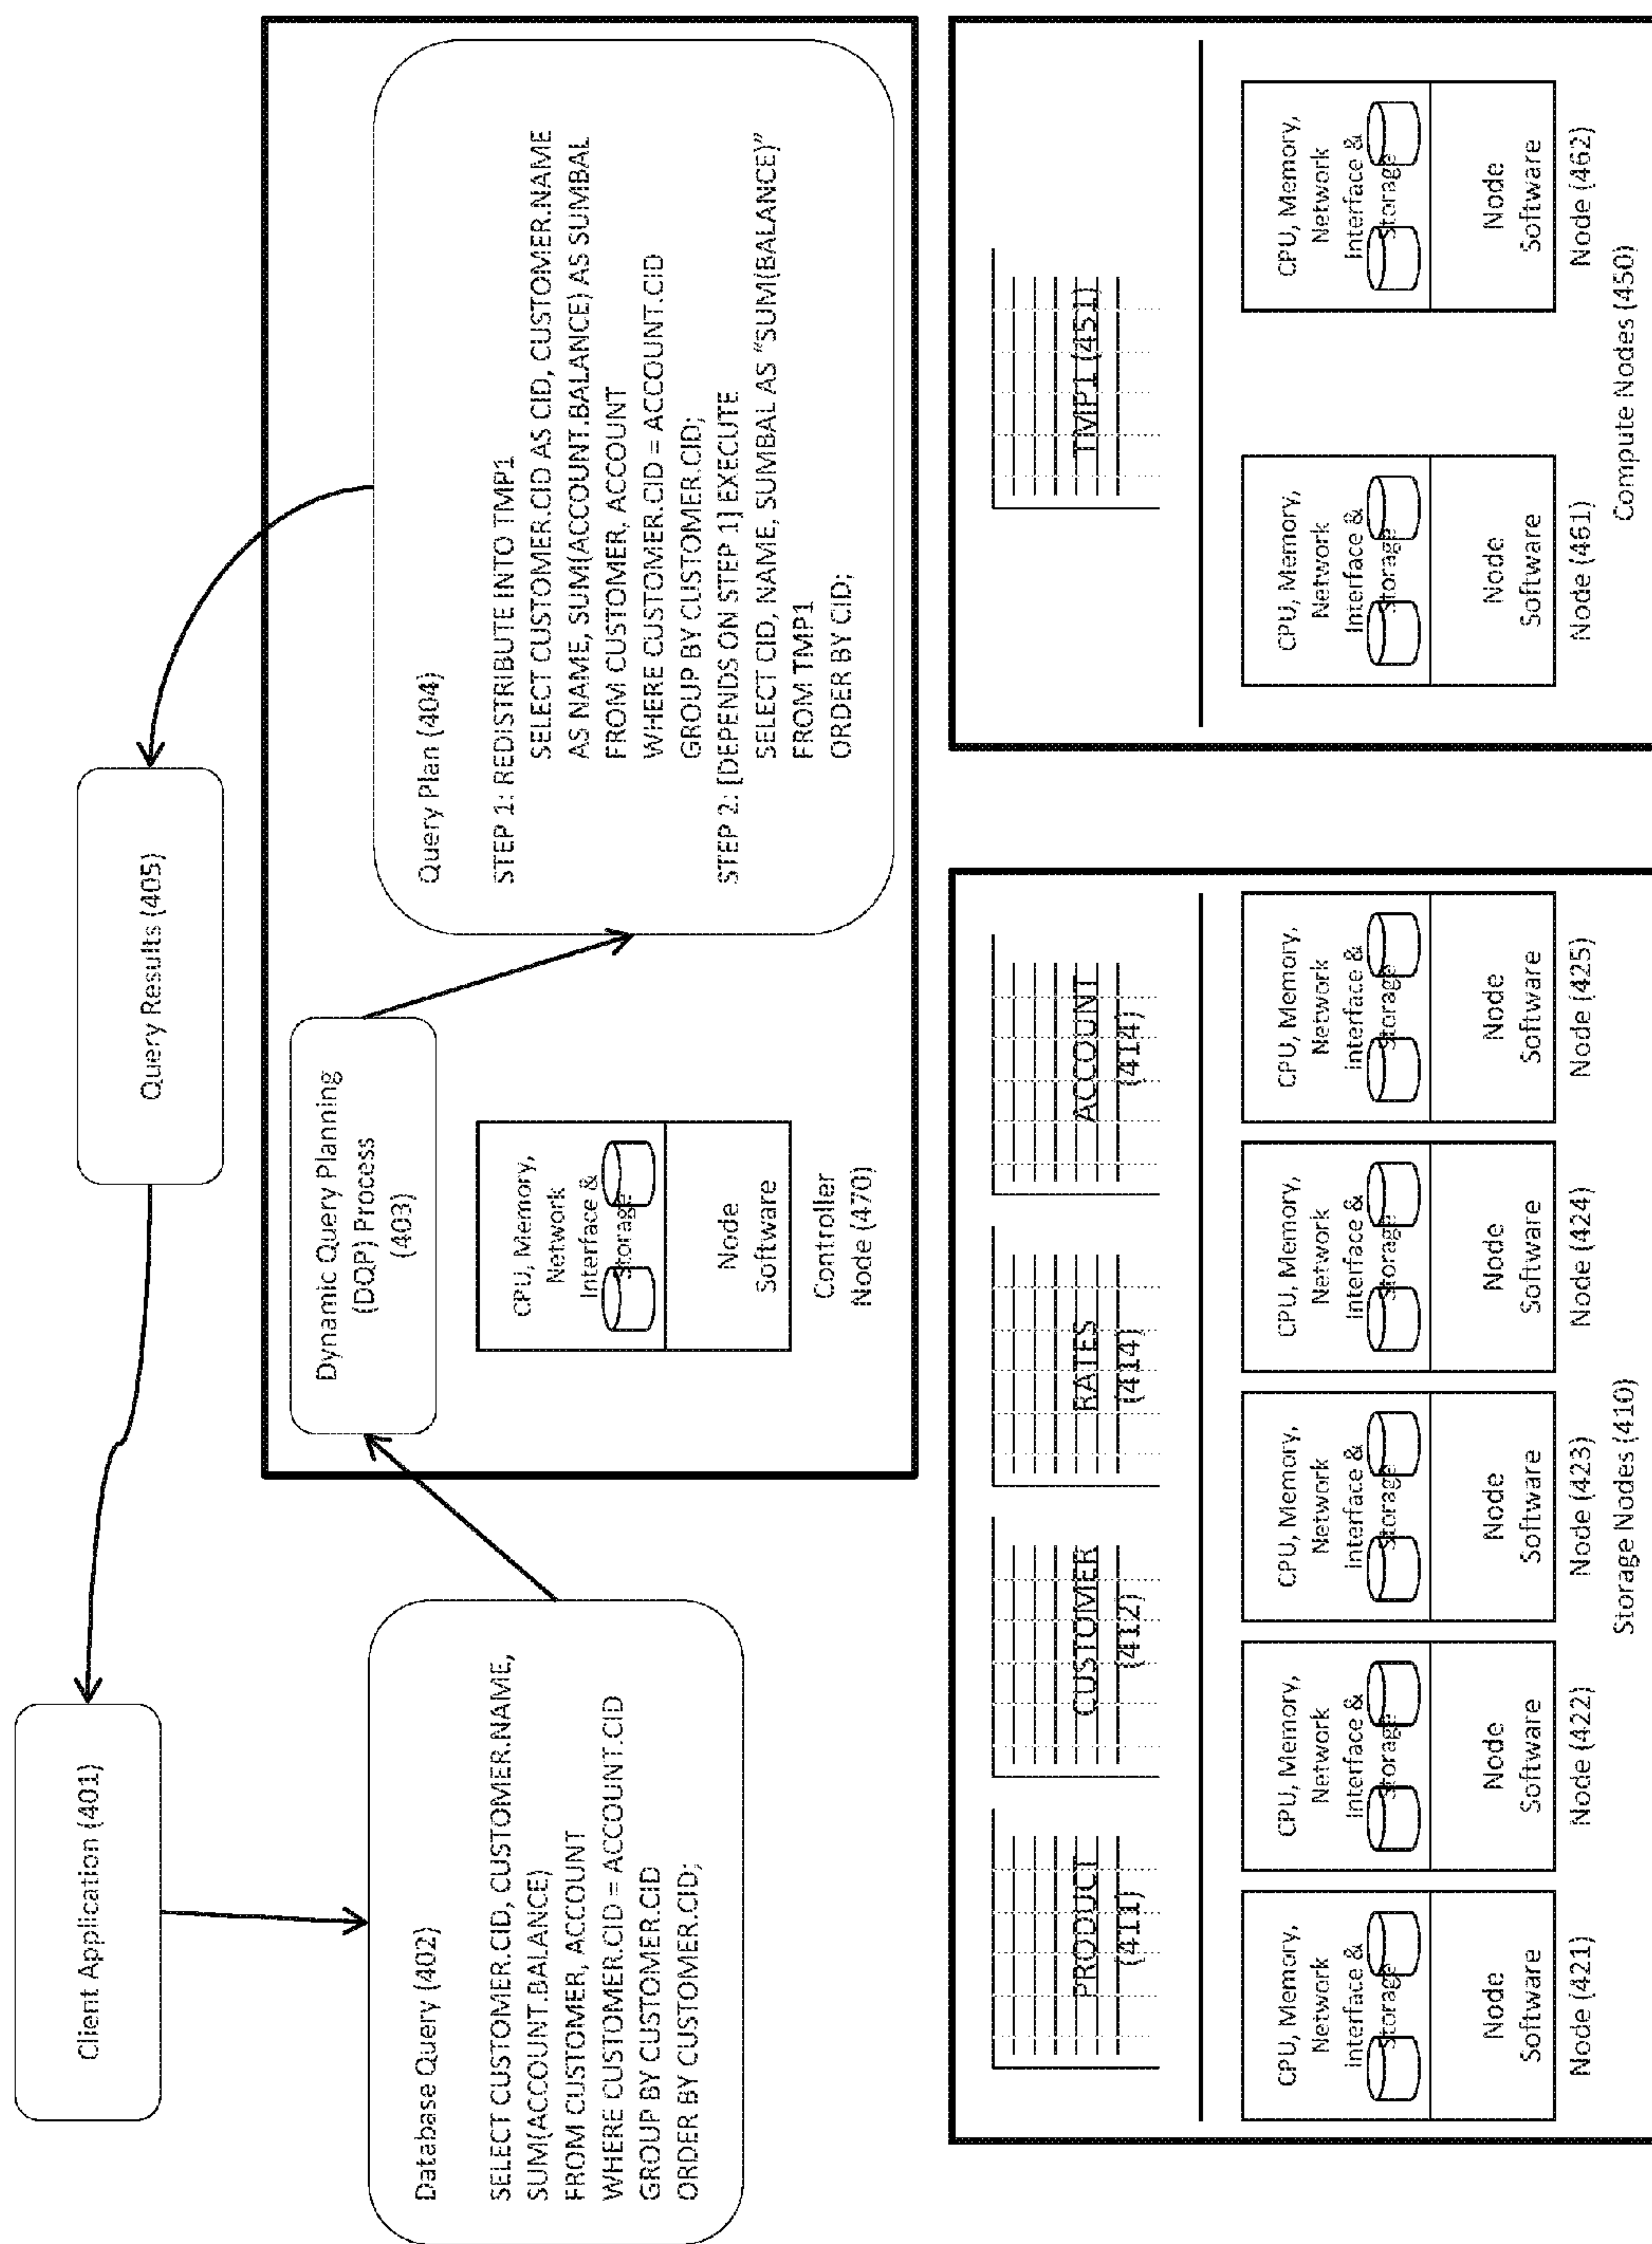 Client Application (401)
Query Results (405)
Database Query (402)
SELECT CUSTOMER.CID, CUSTOMER.NAME,
SUM(ACCOUNT.BALANCE)
FROM CUSTOMER, ACCOUNT
WHERE CUSTOMER.CID = ACCOUNT.CID
GROUP BY CUSTOMER.CID
ORDER BY CUSTOMER.CID;
Dynamic Query Planning
(DQP) Process
(403)
CPU, Memory,
Network
Interface &
Storage
Node
Software
Controller
Node (470)
Query Plan (404)
STEP 1: REDISTRIBUTE INTO TMP1
SELECT CUSTOMER.CID AS CID, CUSTOMER.NAME
AS NAME, SUM(ACCOUNT.BALANCE) AS SUMBAL
FROM CUSTOMER, ACCOUNT
WHERE CUSTOMER.CID = ACCOUNT.CID
GROUP BY CUSTOMER.CID;
STEP 2: [DEPENDS ON STEP 1] EXECUTE
SELECT CID, NAME, SUMBAL AS "SUM(BALANCE)"
FROM TMP1
ORDER BY CID;
PRODUCT
(411)
CUSTOMER
(412)
RATES
(414)
ACCOUNT
(414)
CPU, Memory,
Network
Interface &
Storage
Node
Software
Node (421)
CPU, Memory,
Network
Interface &
Storage
Node
Software
Node (422)
CPU, Memory,
Network
Interface &
Storage
Node
Software
Node (423)
CPU, Memory,
Network
Interface &
Storage
Node
Software
Node (424)
CPU, Memory,
Network
Interface &
Storage
Node
Software
Node (425)
Storage Nodes (410)
TMP1 (451)
CPU, Memory,
Network
Interface &
Storage
Node
Software
Node (461)
CPU, Memory,
Network
Interface &
Storage
Node
Software
Node (462)
Compute Nodes (450)